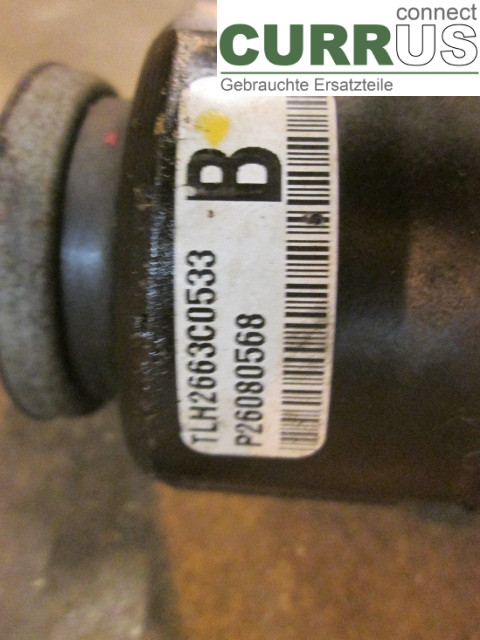 connect
CURRUS
Gebrauchte Ersatzteile
B
TLH2663C0533
P26080568